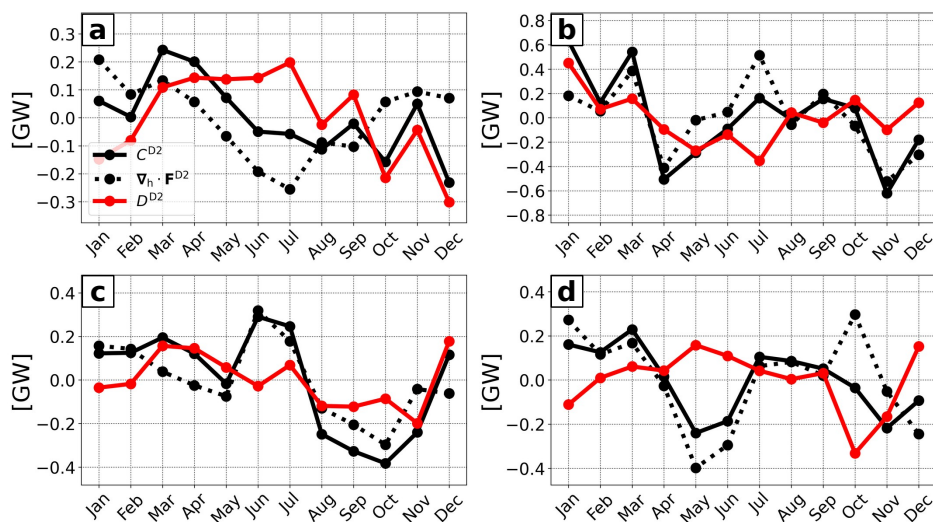 a
[GW]
0.3
0.2
0.1
0.0
−0.1
−0.2
−0.3
C^D2
∇_h · F^D2
D^D2
Jan Feb Mar Apr May Jun Jul Aug Sep Oct Nov Dec
b
0.8
0.6
0.4
0.2
0.0
−0.2
−0.4
−0.6
−0.8
Jan Feb Mar Apr May Jun Jul Aug Sep Oct Nov Dec
c
[GW]
0.4
0.2
0.0
−0.2
−0.4
Jan Feb Mar Apr May Jun Jul Aug Sep Oct Nov Dec
d
[GW]
0.4
0.2
0.0
−0.2
−0.4
Jan Feb Mar Apr May Jun Jul Aug Sep Oct Nov Dec